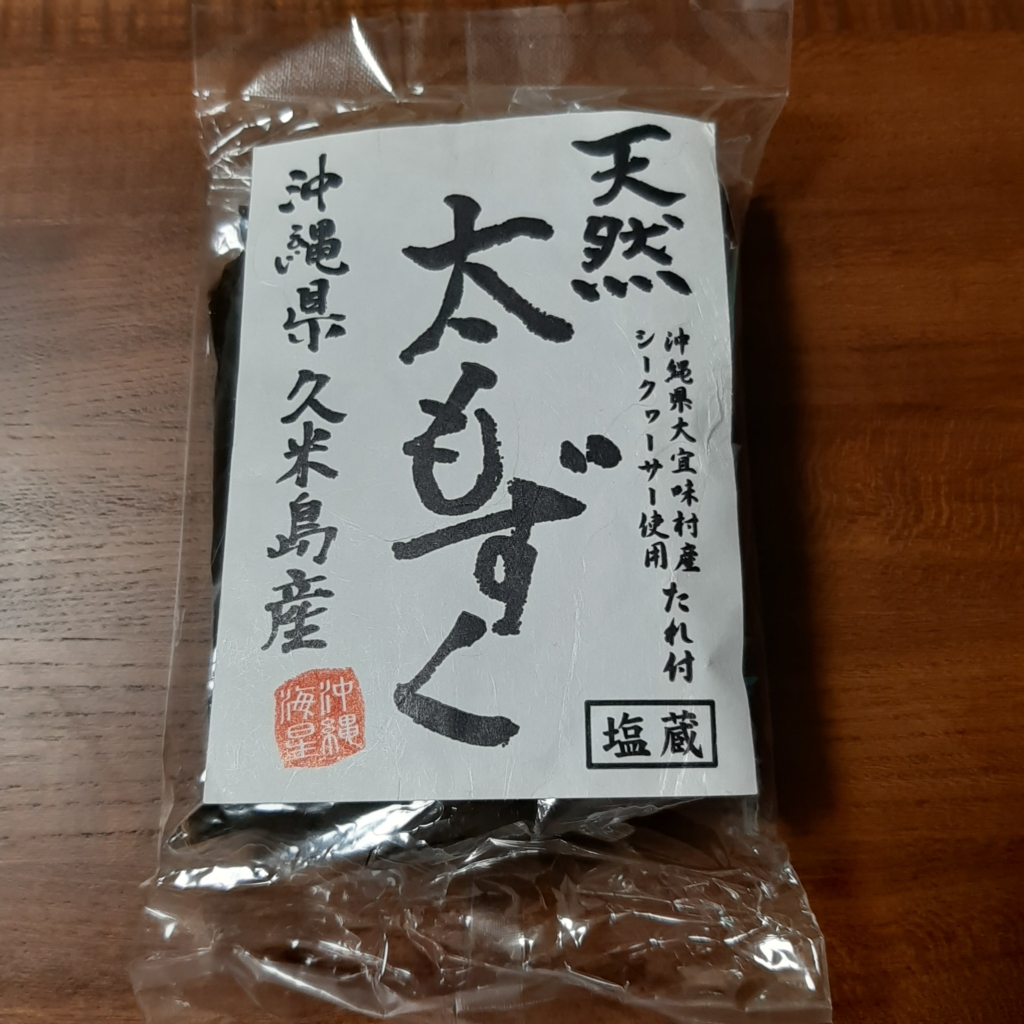 天然
沖縄県大宜味村産
シークワーサー使用
たれ付
太もずく
沖縄県久米島産
塩蔵
沖縄
海星